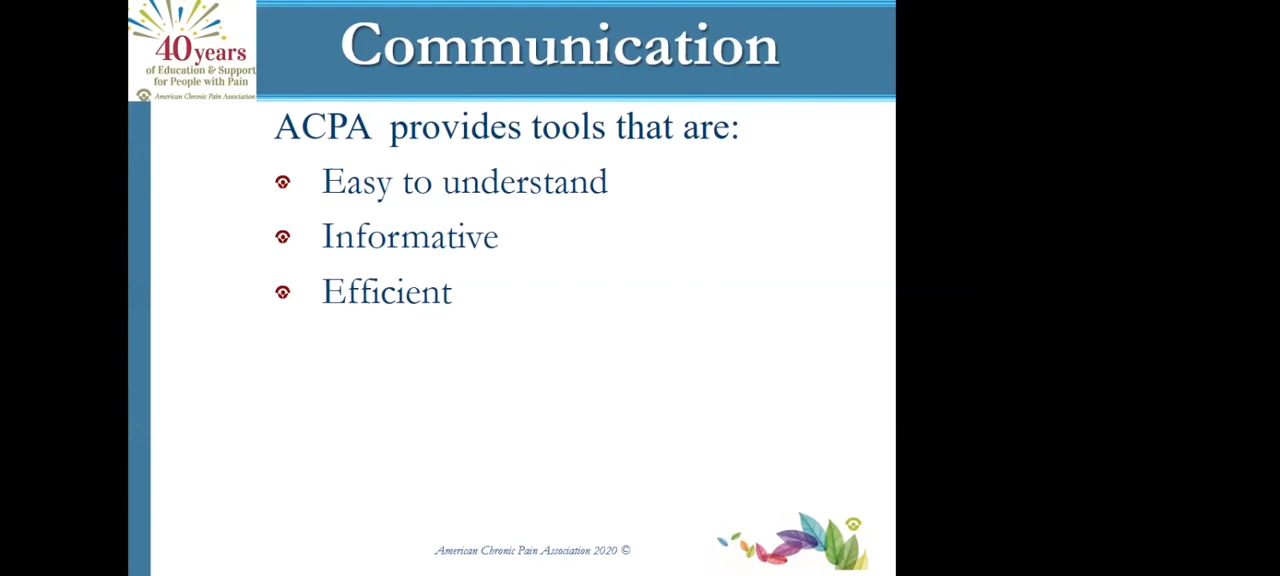 Communication
40 years
of Education & Support
for People with Pain
American Chronic Pain Association
ACPA provides tools that are:
Easy to understand
Informative
Efficient
American Chronic Pain Association 2020 ©